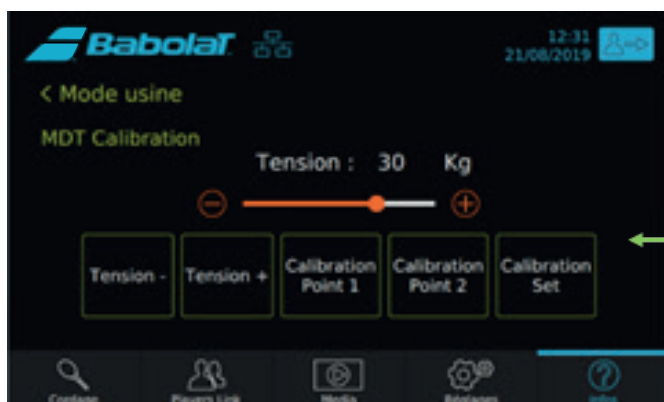 BabolaT
12:31
21/08/2019
< Mode usine
MDT Calibration
Tension : 30 Kg
Tension -
Tension +
Calibration
Point 1
Calibration
Point 2
Calibration
Set
Cordage
Players Link
Media
Réglages
Infos